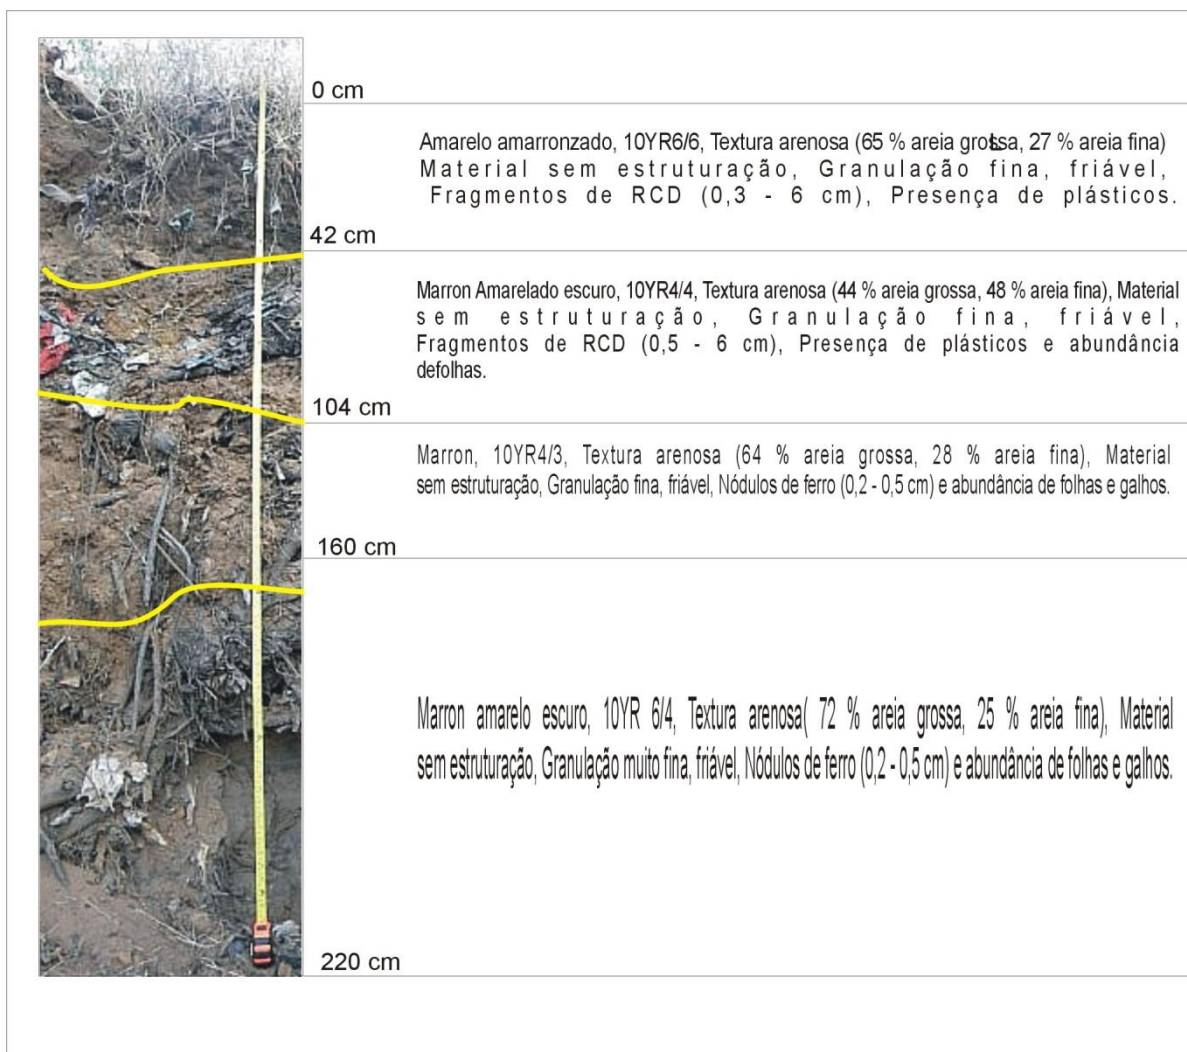 0 cm
Amarelo amarronzado, 10YR6/6, Textura arenosa (65 % areia grossa, 27 % areia fina)
Material sem estruturação, Granulação fina, friável,
Fragmentos de RCD (0,3 - 6 cm), Presença de plásticos.
42 cm
Marron Amarelado escuro, 10YR4/4, Textura arenosa (44 % areia grossa, 48 % areia fina), Material
sem estruturação, Granulação fina, friável,
Fragmentos de RCD (0,5 - 6 cm), Presença de plásticos e abundância
defolhas.
104 cm
Marron, 10YR4/3, Textura arenosa (64 % areia grossa, 28 % areia fina), Material
sem estruturação, Granulação fina, friável, Nódulos de ferro (0,2 - 0,5 cm) e abundância de folhas e galhos.
160 cm
Marron amarelo escuro, 10YR 6/4, Textura arenosa( 72 % areia grossa, 25 % areia fina), Material
sem estruturação, Granulação muito fina, friável, Nódulos de ferro (0,2 - 0,5 cm) e abundância de folhas e galhos.
220 cm